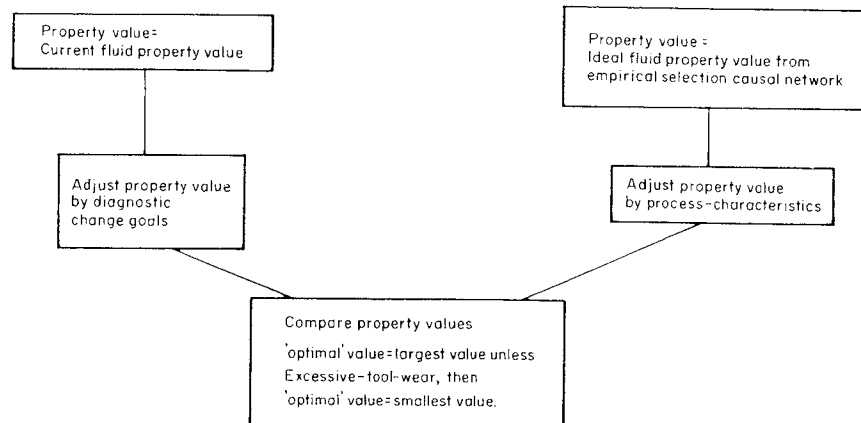 Property value=
Current fluid property value
Property value =
Ideal fluid property value from
empirical selection causal network
Adjust property value
by diagnostic
change goals
Adjust property value
by process-characteristics
Compare property values
'optimal' value=largest value unless
Excessive-tool-wear, then
'optimal' value=smallest value.